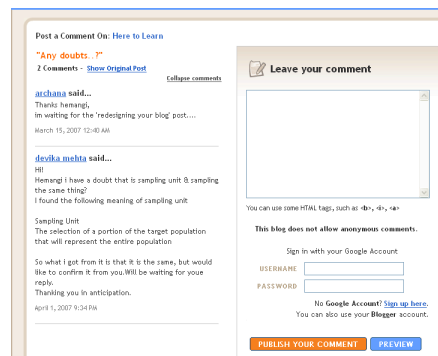 Post a Comment On: Here to Learn
"Any doubts..?"
2 Comments - Show Original Post
Collapse comments
archana said...
Thanks hemangi,
im waiting for the 'redesigning your blog' post....
March 15, 2007 12:40 AM
devika mehta said...
Hi!
Hemangi i have a doubt that is sampling unit & sampling
the same thing?
I found the following meaning of sampling unit
Sampling Unit
The selection of a portion of the target population
that will represent the entire population
So what i got from it is that it is the same, but would
like to confirm it from you.Will be waiting for youe
reply.
Thanking you in anticipation.
April 1, 2007 9:34 PM
Leave your comment
You can use some HTML tags, such as <b>, <i>, <a>
This blog does not allow anonymous comments.
Sign in with your Google Account
USERNAME
PASSWORD
No Google Account? Sign up here.
You can also use your Blogger account.
PUBLISH YOUR COMMENT
PREVIEW